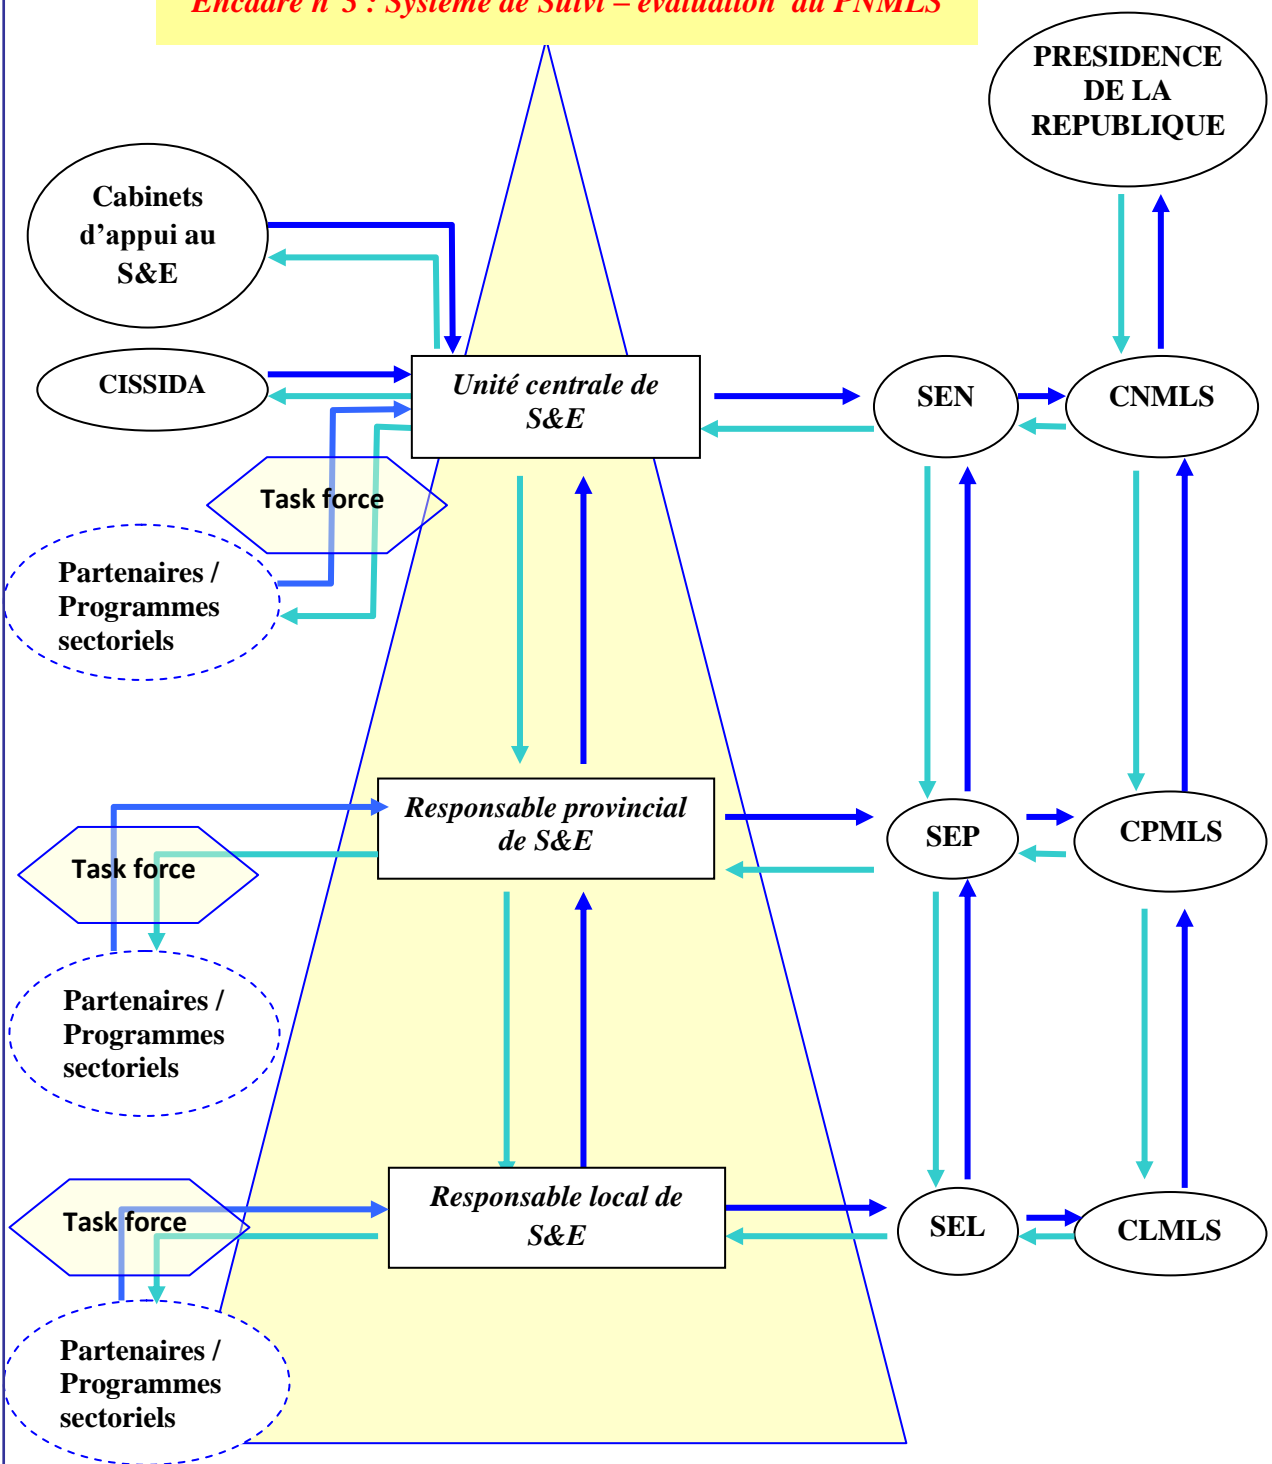 Encadré n°3 : Système de Suivi – évaluation du PNMLS
PRESIDENCE
DE LA
REPUBLIQUE
Cabinets
d’appui au
S&E
CISSIDA
Unité centrale de
S&E
SEN
CNMLS
Task force
Partenaires /
Programmes
sectoriels
Responsable provincial
de S&E
SEP
CPMLS
Task force
Partenaires /
Programmes
sectoriels
Responsable local de
S&E
SEL
CLMLS
Task force
Partenaires /
Programmes
sectoriels